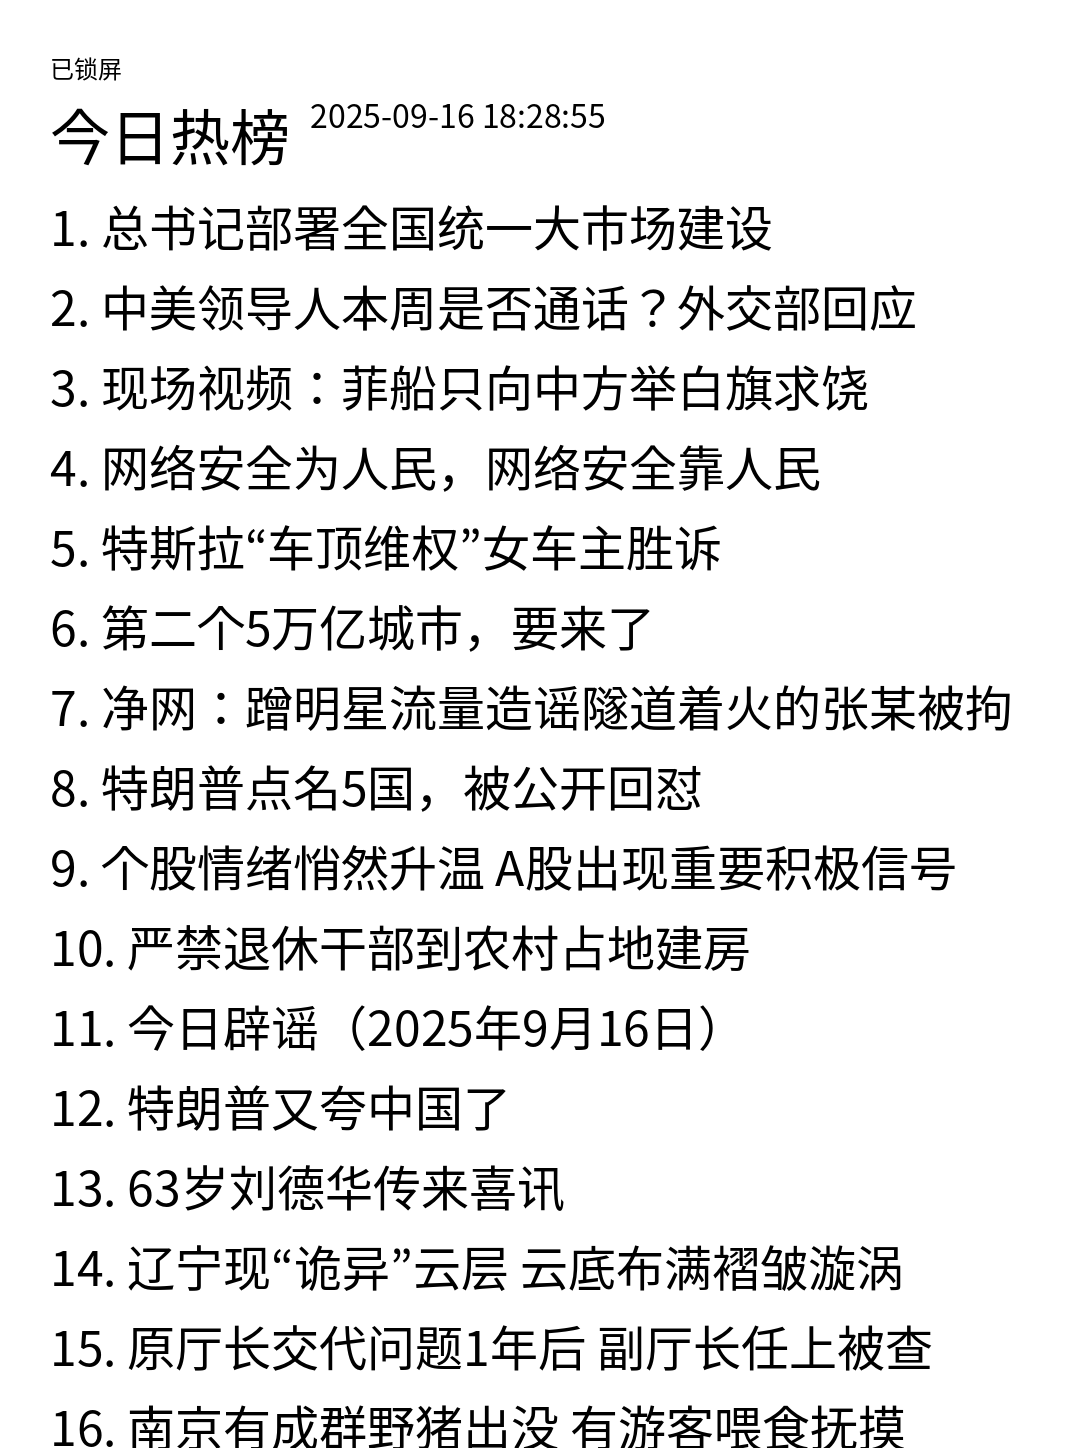 已锁屏
今日热榜 2025-09-16 18:28:55
1. 总书记部署全国统一大市场建设
2. 中美领导人本周是否通话？外交部回应
3. 现场视频：菲船只向中方举白旗求饶
4. 网络安全为人民，网络安全靠人民
5. 特斯拉“车顶维权”女车主胜诉
6. 第二个5万亿城市，要来了
7. 净网：蹭明星流量造谣隧道着火的张某被拘
8. 特朗普点名5国，被公开回怼
9. 个股情绪悄然升温 A股出现重要积极信号
10. 严禁退休干部到农村占地建房
11. 今日辟谣（2025年9月16日）
12. 特朗普又夸中国了
13. 63岁刘德华传来喜讯
14. 辽宁现“诡异”云层 云底布满褶皱漩涡
15. 原厅长交代问题1年后 副厅长任上被查
16. 南京有成群野猪出没 有游客喂食抚摸